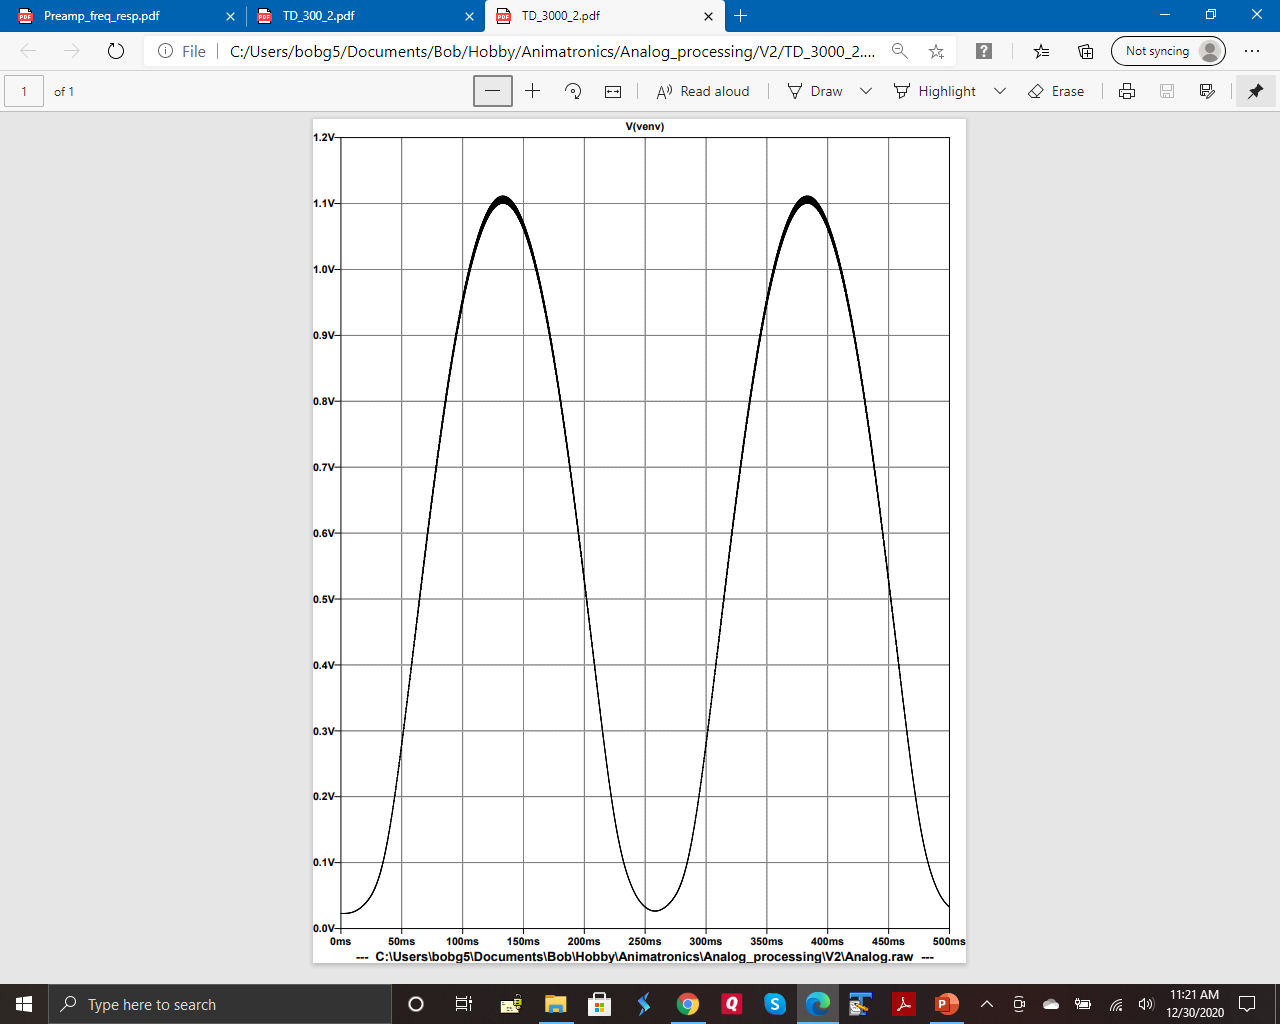 Preamp_freq_resp.pdf
TD_300_2.pdf
TD_3000_2.pdf
File
C:/Users/bobg5/Documents/Bob/Hobby/Animatronics/Analog_processing/V2/TD_3000_2....
Not syncing
1 of 1
Read aloud
Draw
Highlight
Erase
V(venv)
1.2V
1.1V
1.0V
0.9V
0.8V
0.7V
0.6V
0.5V
0.4V
0.3V
0.2V
0.1V
0.0V
0ms 50ms 100ms 150ms 200ms 250ms 300ms 350ms 400ms 450ms 500ms
--- C:\Users\bobg5\Documents\Bob\Hobby\Animatronics\Analog_processing\V2\Analog.raw ---
Type here to search
11:21 AM
12/30/2020